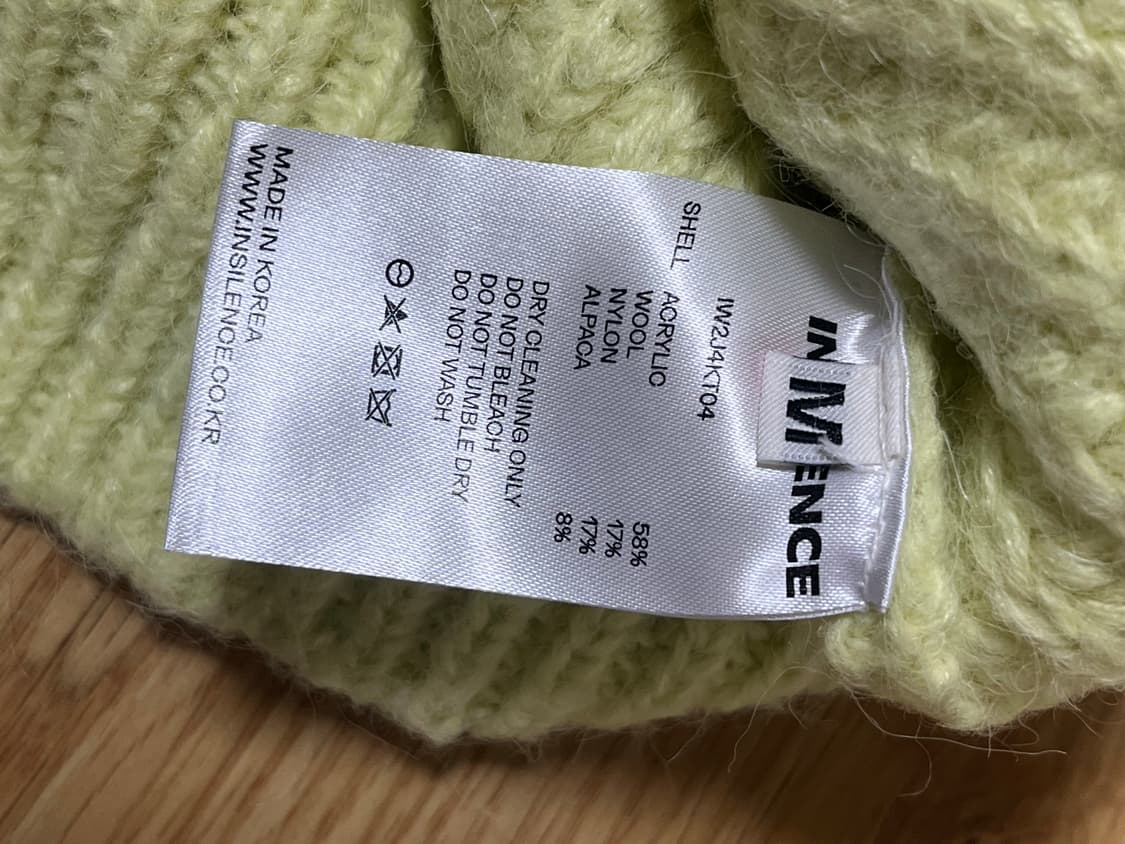 IN ENCE
M
IW2J4KT04
SHELL ACRYLIC 58%
WOOL 17%
NYLON 17%
ALPACA 8%
DRY CLEANING ONLY
DO NOT BLEACH
DO NOT TUMBLE DRY
DO NOT WASH
MADE IN KOREA
WWW.INSILENCE.CO.KR